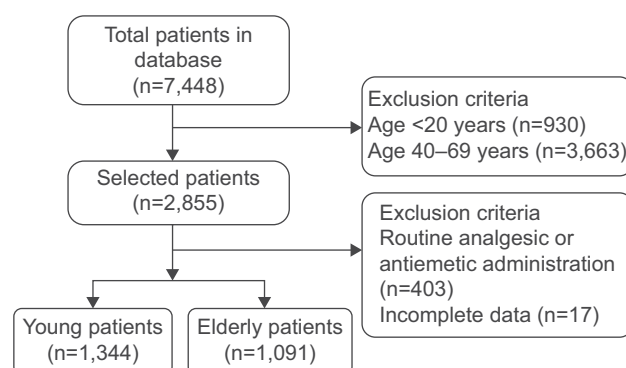 Total patients in
database
(n=7,448)
Exclusion criteria
Age <20 years (n=930)
Age 40–69 years (n=3,663)
Selected patients
(n=2,855)
Exclusion criteria
Routine analgesic or
antiemetic administration
(n=403)
Incomplete data (n=17)
Young patients
(n=1,344)
Elderly patients
(n=1,091)